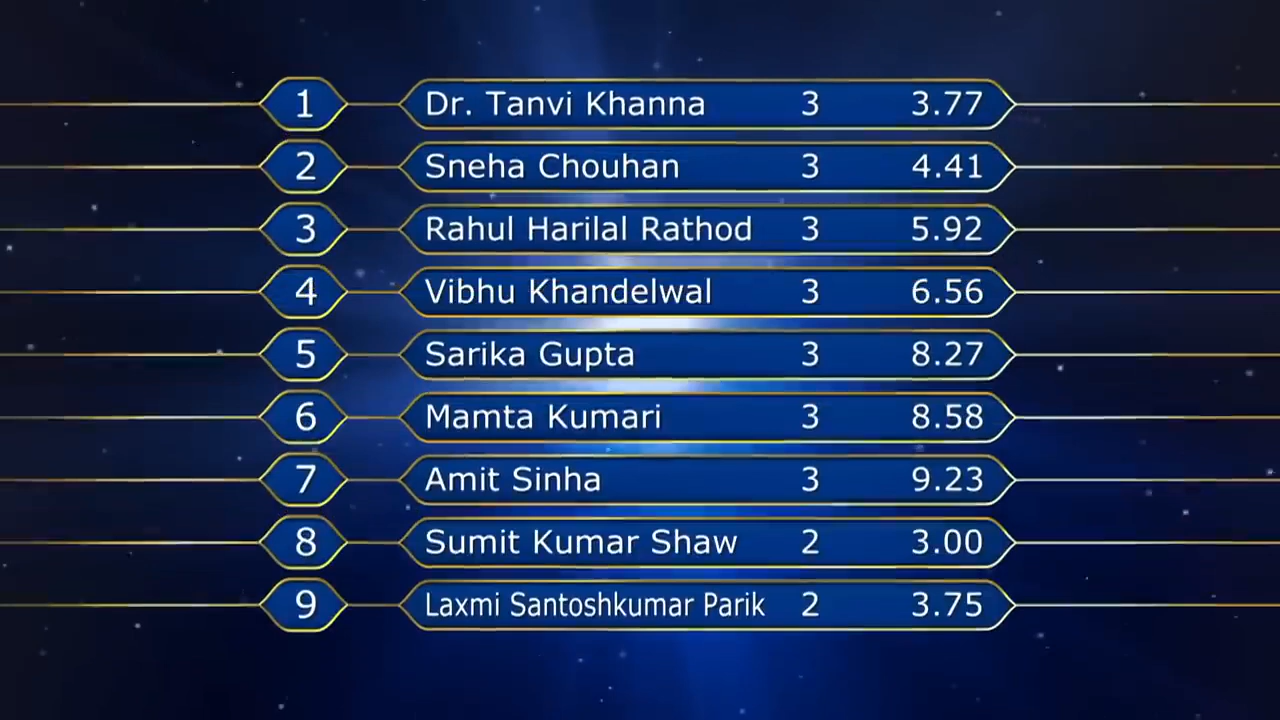 1 Dr. Tanvi Khanna 3 3.77
2 Sneha Chouhan 3 4.41
3 Rahul Harilal Rathod 3 5.92
4 Vibhu Khandelwal 3 6.56
5 Sarika Gupta 3 8.27
6 Mamta Kumari 3 8.58
7 Amit Sinha 3 9.23
8 Sumit Kumar Shaw 2 3.00
9 Laxmi Santoshkumar Parik 2 3.75